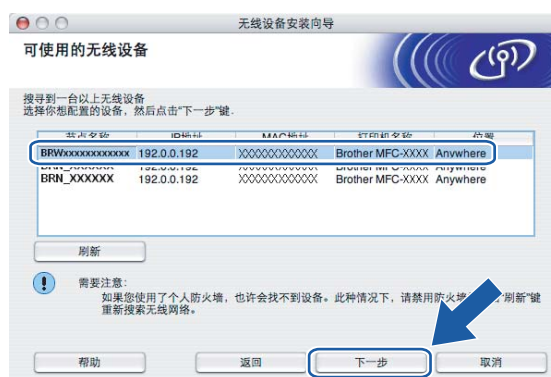 无线设备安装向导
可使用的无线设备
搜寻到一台以上无线设备
选择你想配置的设备，然后点击"下一步"键.
节点名称 IP地址 MAC地址 打印机名称 位置
BRWxxxxxxxxxxxx 192.0.0.192 XXXXXXXXXXXX Brother MFC-XXXX Anywhere
BRN_XXXXXX 192.0.0.192 XXXXXXXXXXXX Brother MFC-XXXX Anywhere
BRN_XXXXXX 192.0.0.192 XXXXXXXXXXXX Brother MFC-XXXX Anywhere
刷新
需要注意:
如果您使用了个人防火墙，也许会找不到设备。此种情况下，请禁用防火墙 刷新"键
重新搜索无线网络。
帮助 返回 下一步 取消